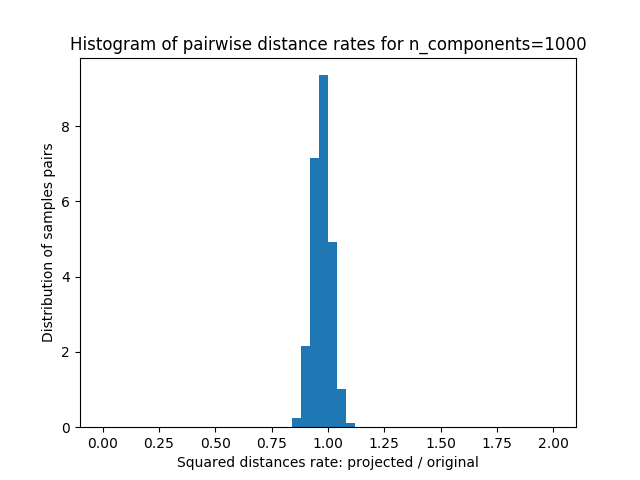 Histogram of pairwise distance rates for n_components=1000
Distribution of samples pairs
8
6
4
2
0
0.00 0.25 0.50 0.75 1.00 1.25 1.50 1.75 2.00
Squared distances rate: projected / original